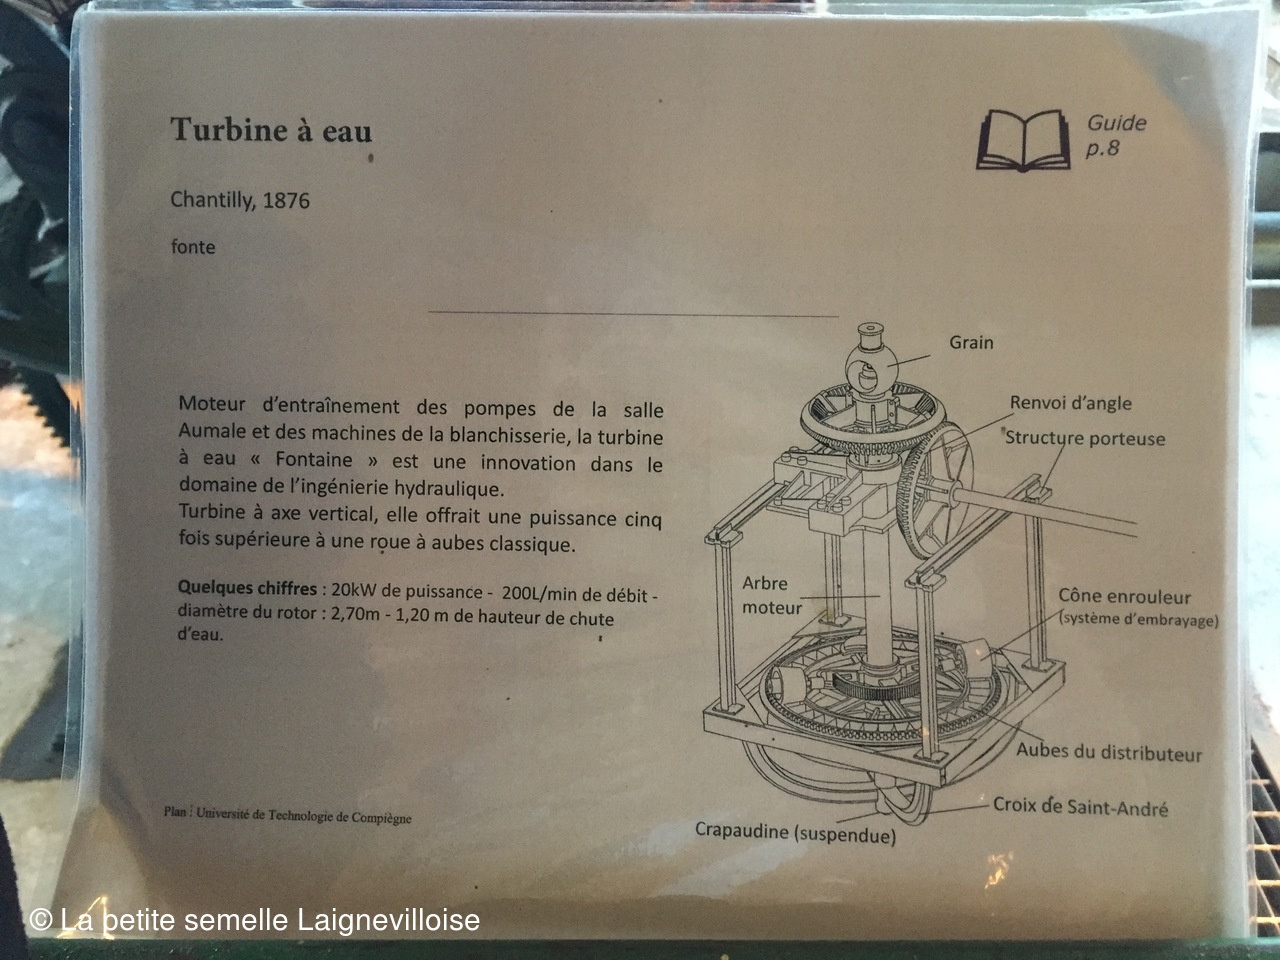 Turbine à eau
Guide
p.8
Chantilly, 1876
fonte
Moteur d'entraînement des pompes de la salle
Aumale et des machines de la blanchisserie, la turbine
à eau « Fontaine » est une innovation dans le
domaine de l'ingénierie hydraulique.
Turbine à axe vertical, elle offrait une puissance cinq
fois supérieure à une roue à aubes classique.
Quelques chiffres : 20kW de puissance - 200L/min de débit -
diamètre du rotor : 2,70m - 1,20 m de hauteur de chute
d'eau.
Grain
Renvoi d'angle
Structure porteuse
Arbre
moteur
Cône enrouleur
(système d'embrayage)
Aubes du distributeur
Croix de Saint-André
Crapaudine (suspendue)
Plan : Université de Technologie de Compiègne
© La petite semelle Laignevilloise